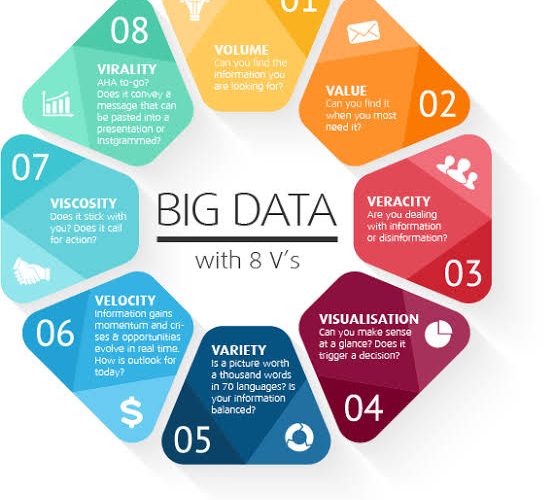 01
VOLUME
Can you find the
information you
are looking for?
VALUE
Can you find it
when you most
need it?
02
VERACITY
Are you dealing
with information
or disinformation?
03
VISUALISATION
Can you make sense
at a glance? Does it
trigger a decision?
04
VARIETY
Is a picture worth
a thousand words
in 70 languages? Is
your information
balanced?
05
VELOCITY
Information gains
momentum and cri-
ses & opportunities
evolve in real time.
How is outlook for
today?
06
$
07
VISCOSITY
Does it stick with
you? Does it call
for action?
08
VIRALITY
AHA to-go?
Does it convey a
message that can
be pasted into a
presentation or
instgrammed?
BIG DATA
with 8 V's